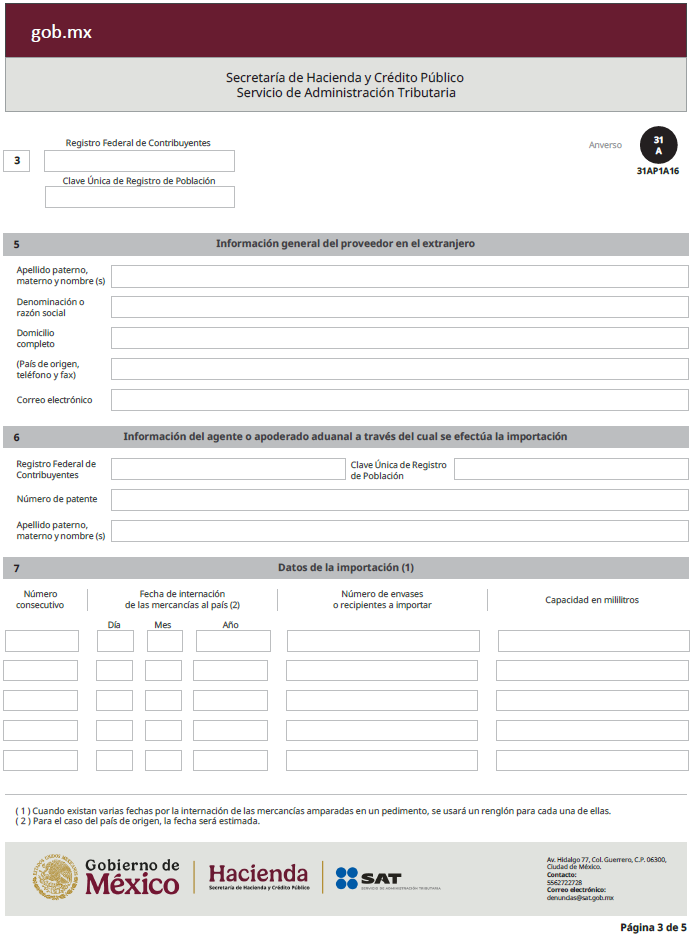 gob.mx
Secretaría de Hacienda y Crédito Público
Servicio de Administración Tributaria
Registro Federal de Contribuyentes
3
Clave Única de Registro de Población
Anverso
31
A
31AP1A16
5 Información general del proveedor en el extranjero
Apellido paterno,
materno y nombre (s)
Denominación o
razón social
Domicilio
completo
(País de origen,
teléfono y fax)
Correo electrónico
6 Información del agente o apoderado aduanal a través del cual se efectúa la importación
Registro Federal de
Contribuyentes
Clave Única de Registro
de Población
Número de patente
Apellido paterno,
materno y nombre (s)
7 Datos de la importación (1)
Número
consecutivo
Fecha de internación
de las mercancías al país (2)
Número de envases
o recipientes a importar
Capacidad en mililitros
Día Mes Año
( 1 ) Cuando existan varias fechas por la internación de las mercancías amparadas en un pedimento, se usará un renglón para cada una de ellas.
( 2 ) Para el caso del país de origen, la fecha será estimada.
ESTADOS UNIDOS MEXICANOS
Gobierno de
México
Hacienda
Secretaría de Hacienda y Crédito Público
SAT
SERVICIO DE ADMINISTRACIÓN TRIBUTARIA
Av. Hidalgo 77, Col. Guerrero, C.P. 06300,
Ciudad de México.
Contacto:
5562722728
Correo electrónico:
denuncias@sat.gob.mx
Página 3 de 5